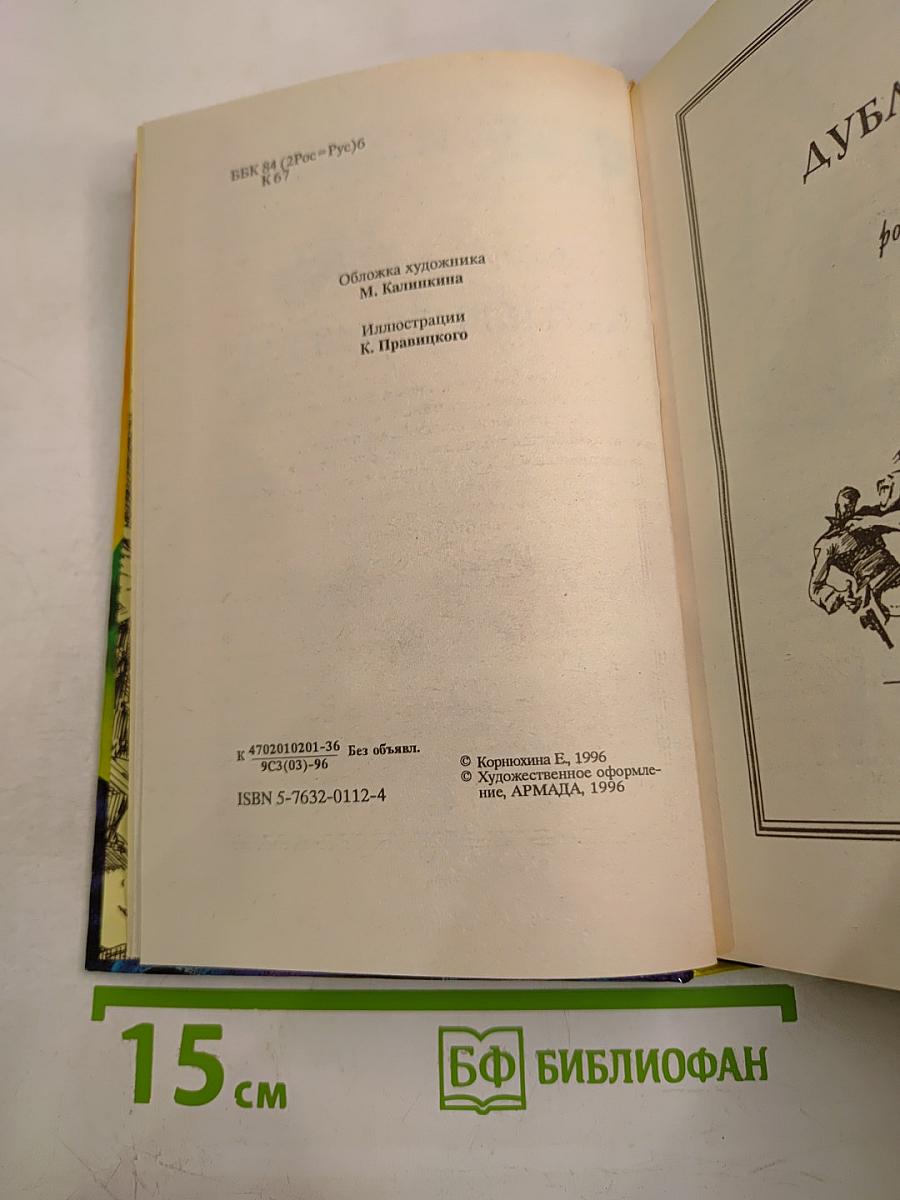 ББК 84 (2Рос=Рус)6
К 67
Обложка художника
М. Калинкина
Иллюстрации
К. Правицкого
К 4702010201-36 Без объявл.
9С3(03)-96
ISBN 5-7632-0112-4
© Корнюхина Е., 1996
© Художественное оформле-
ние, АРМАДА, 1996
15 см
БФ БИБЛИОФАН